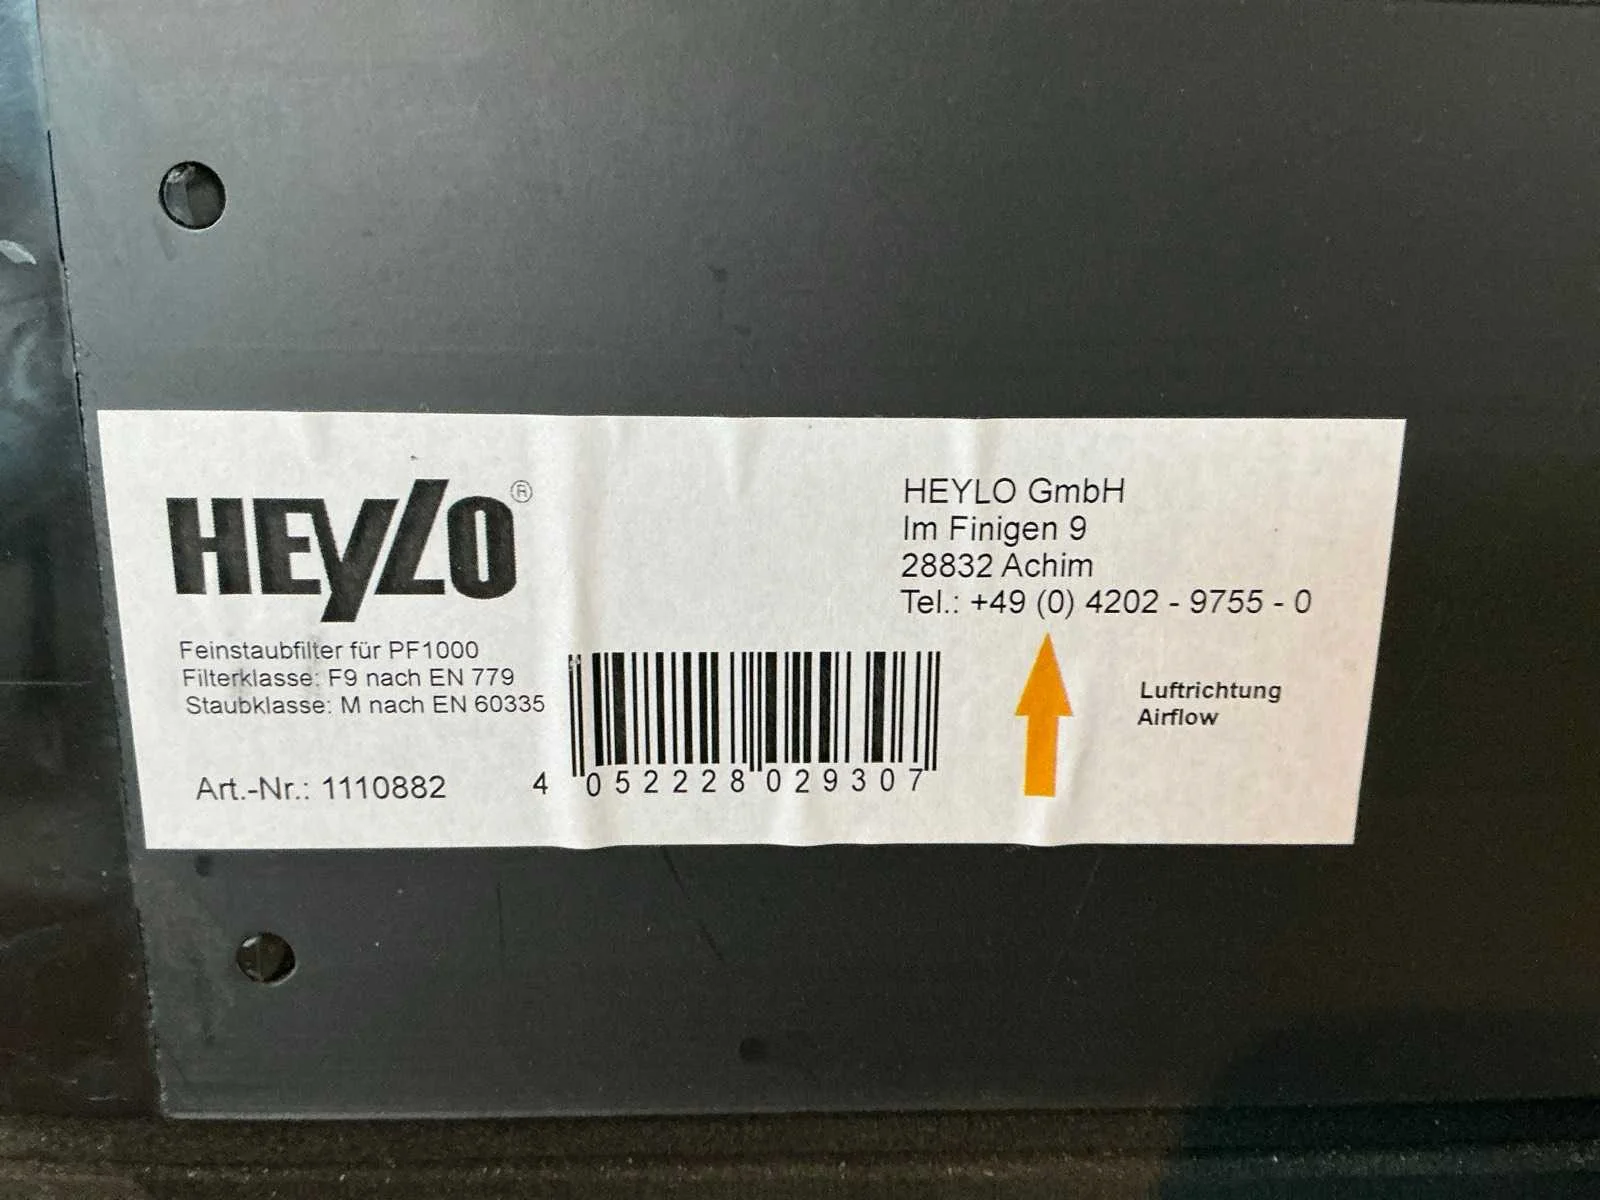 HEYLO®
Feinstaubfilter für PF1000
Filterklasse: F9 nach EN 779
Staubklasse: M nach EN 60335
Art.-Nr.: 1110882
4 052228 029307
HEYLO GmbH
Im Finigen 9
28832 Achim
Tel.: +49 (0) 4202 - 9755 - 0
Luftrichtung
Airflow